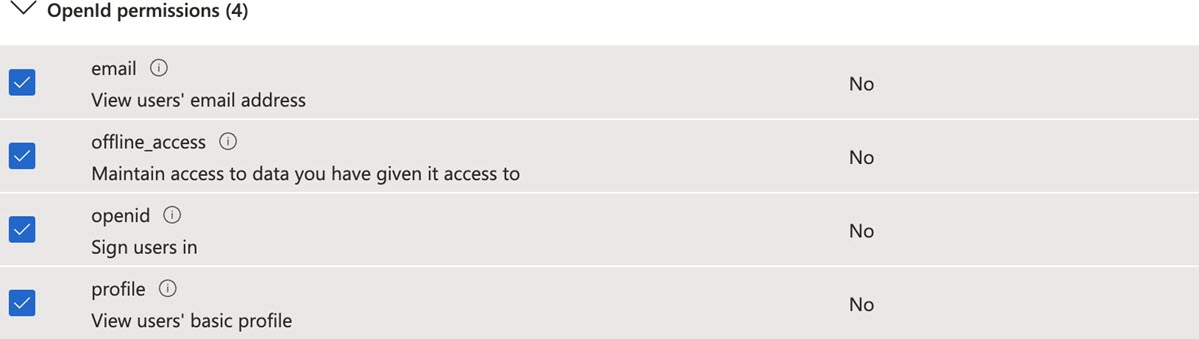 OpenId permissions (4)
email
View users' email address
No
offline_access
Maintain access to data you have given it access to
No
openid
Sign users in
No
profile
View users' basic profile
No